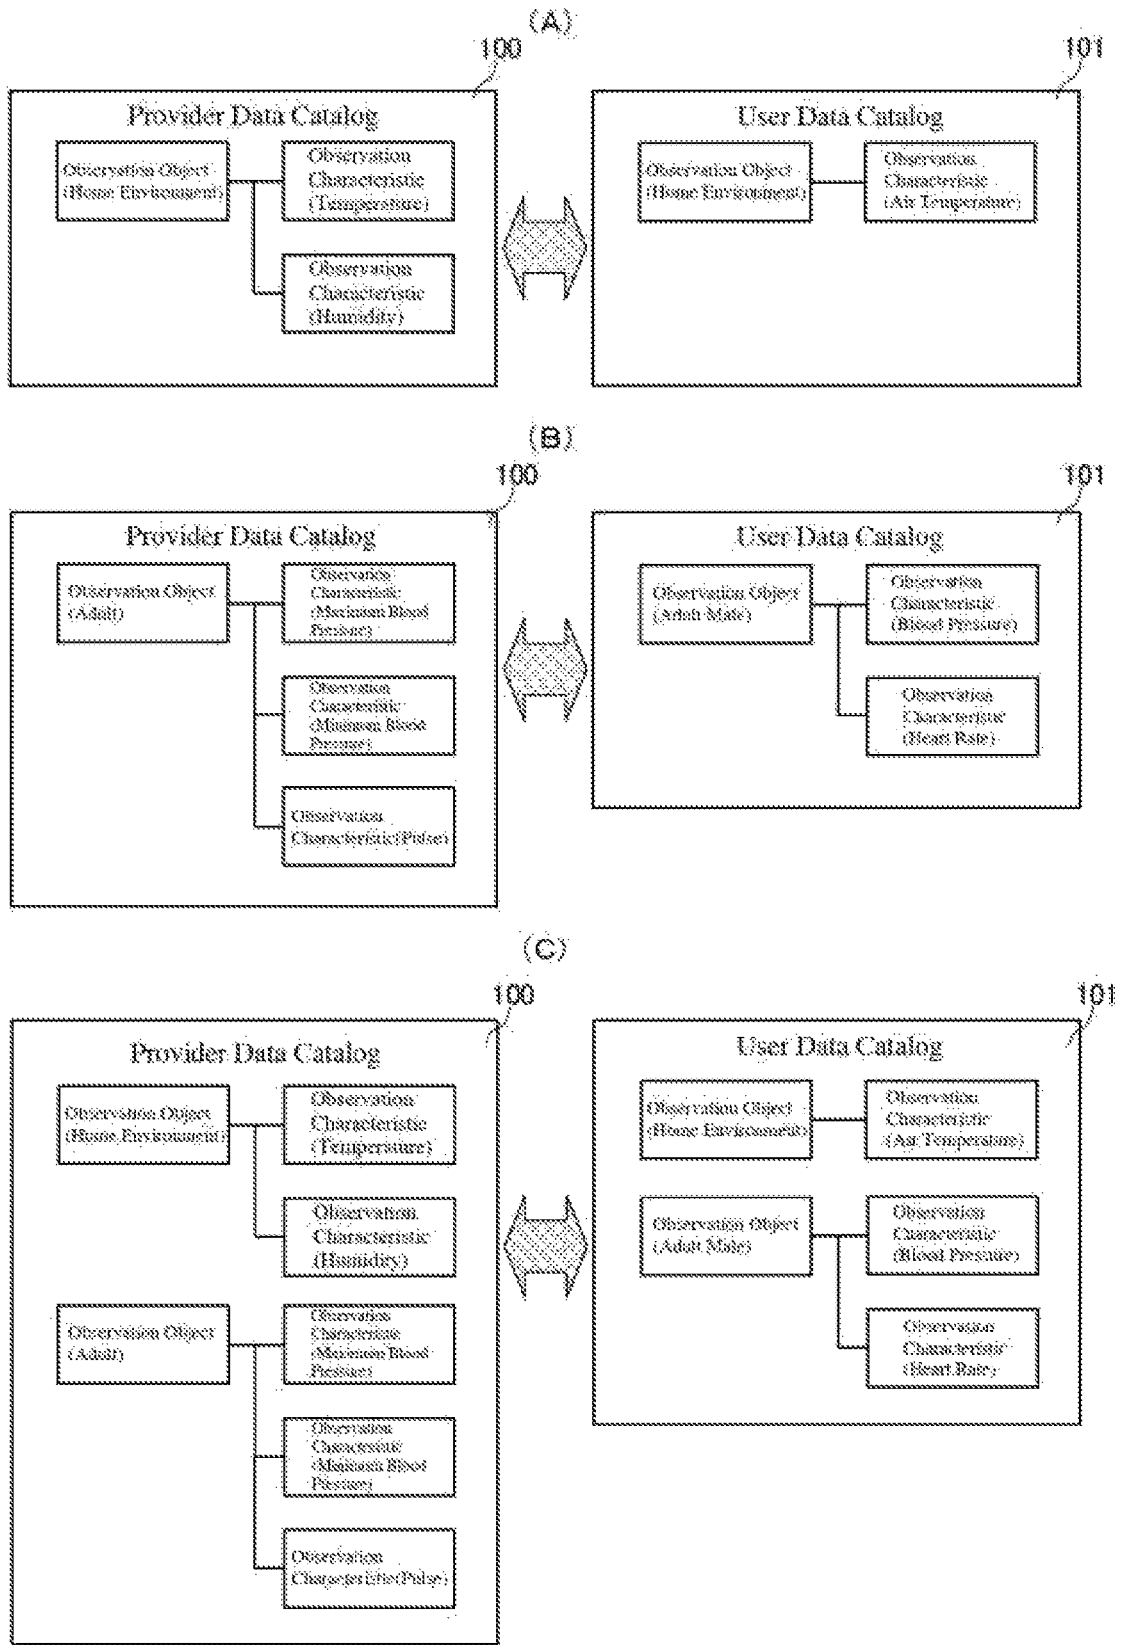 (A)
100
Provider Data Catalog
Observation Object
(Home Environment)
Observation
Characteristic
(Temperature)
Observation
Characteristic
(Humidity)
101
User Data Catalog
Observation Object
(Home Environment)
Observation
Characteristic
(Air Temperature)
(B)
100
Provider Data Catalog
Observation Object
(Adult)
Observation
Characteristic
(Maximum Blood
Pressure)
Observation
Characteristic
(Minimum Blood
Pressure)
Observation
Characteristic(Pulse)
101
User Data Catalog
Observation Object
(Adult Male)
Observation
Characteristic
(Blood Pressure)
Observation
Characteristic
(Heart Rate)
(C)
100
Provider Data Catalog
Observation Object
(Home Environment)
Observation
Characteristic
(Temperature)
Observation
Characteristic
(Humidity)
Observation Object
(Adult)
Observation
Characteristic
(Maximum Blood
Pressure)
Observation
Characteristic
(Minimum Blood
Pressure)
Observation
Characteristic(Pulse)
101
User Data Catalog
Observation Object
(Home Environment)
Observation
Characteristic
(Air Temperature)
Observation Object
(Adult Male)
Observation
Characteristic
(Blood Pressure)
Observation
Characteristic
(Heart Rate)